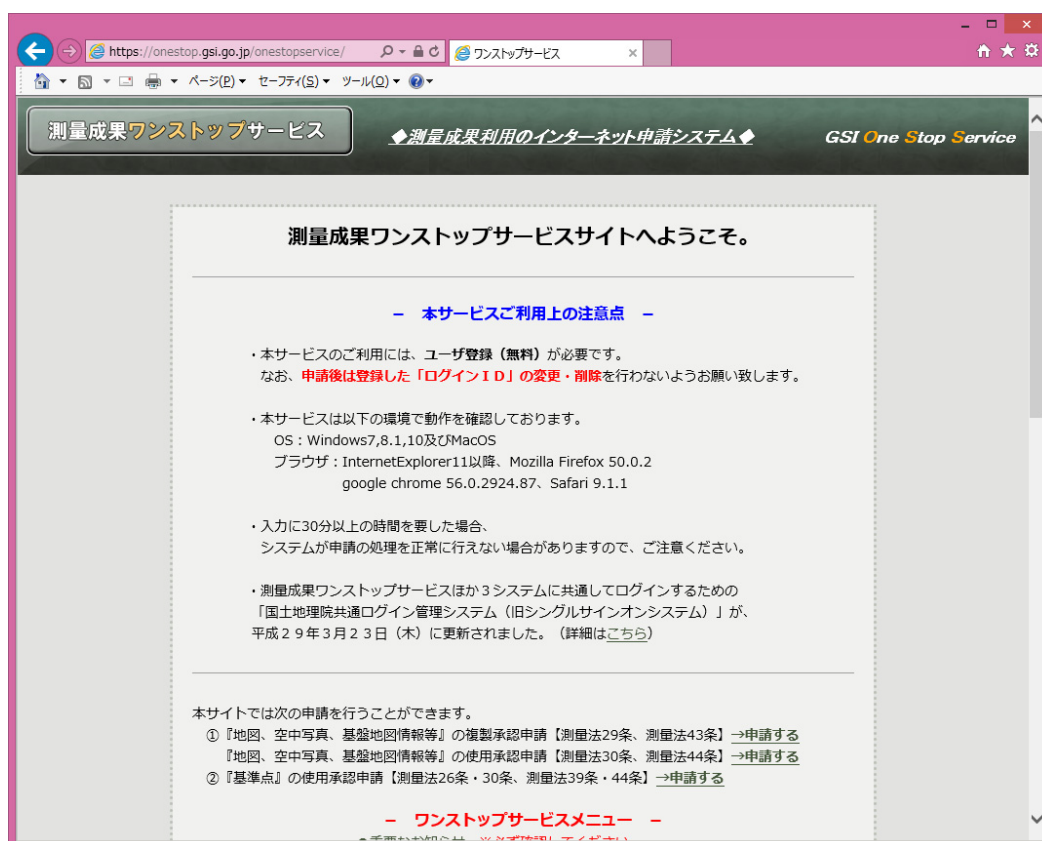 https://onestop.gsi.go.jp/onestopservice/
ワンストップサービス
ページ(P) セーフティ(S) ツール(O)
測量成果ワンストップサービス
◆測量成果利用のインターネット申請システム◆
GSI One Stop Service
測量成果ワンストップサービスサイトへようこそ。
－ 本サービスご利用上の注意点 －
・本サービスのご利用には、ユーザ登録（無料）が必要です。
なお、申請後は登録した「ログインＩＤ」の変更・削除を行わないようお願い致します。
・本サービスは以下の環境で動作を確認しております。
OS：Windows7,8.1,10及びMacOS
ブラウザ：InternetExplorer11以降、Mozilla Firefox 50.0.2
google chrome 56.0.2924.87、Safari 9.1.1
・入力に30分以上の時間を要した場合、
システムが申請の処理を正常に行えない場合がありますので、ご注意ください。
・測量成果ワンストップサービスほか３システムに共通してログインするための
「国土地理院共通ログイン管理システム（旧シングルサインオンシステム）」が、
平成２９年３月２３日（木）に更新されました。（詳細はこちら）
本サイトでは次の申請を行うことができます。
①『地図、空中写真、基盤地図情報等』の複製承認申請【測量法29条、測量法43条】→申請する
『地図、空中写真、基盤地図情報等』の使用承認申請【測量法30条、測量法44条】→申請する
②『基準点』の使用承認申請【測量法26条・30条、測量法39条・44条】→申請する
－ ワンストップサービスメニュー －
●重要なお知らせ ※必ず確認してください